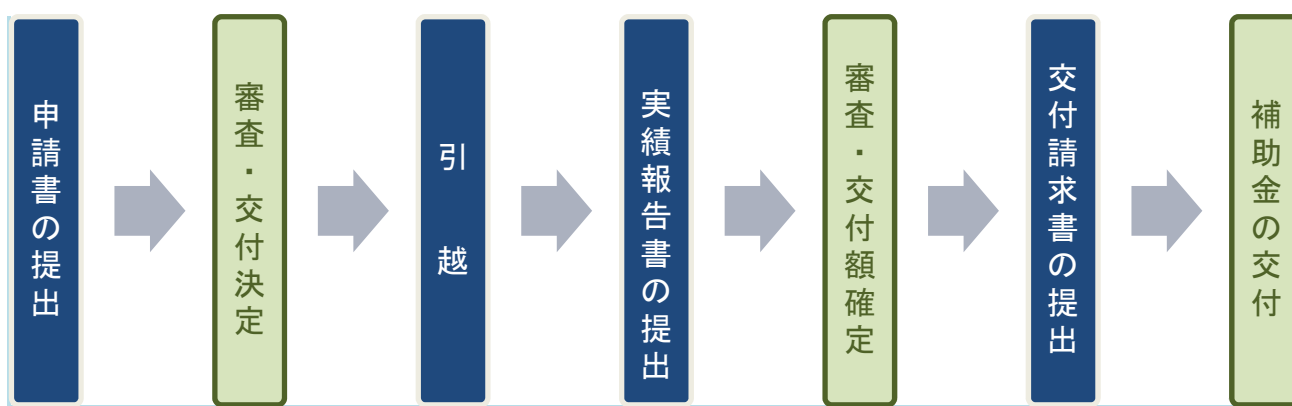 申請書の提出
審査・交付決定
引越
実績報告書の提出
審査・交付額確定
交付請求書の提出
補助金の交付